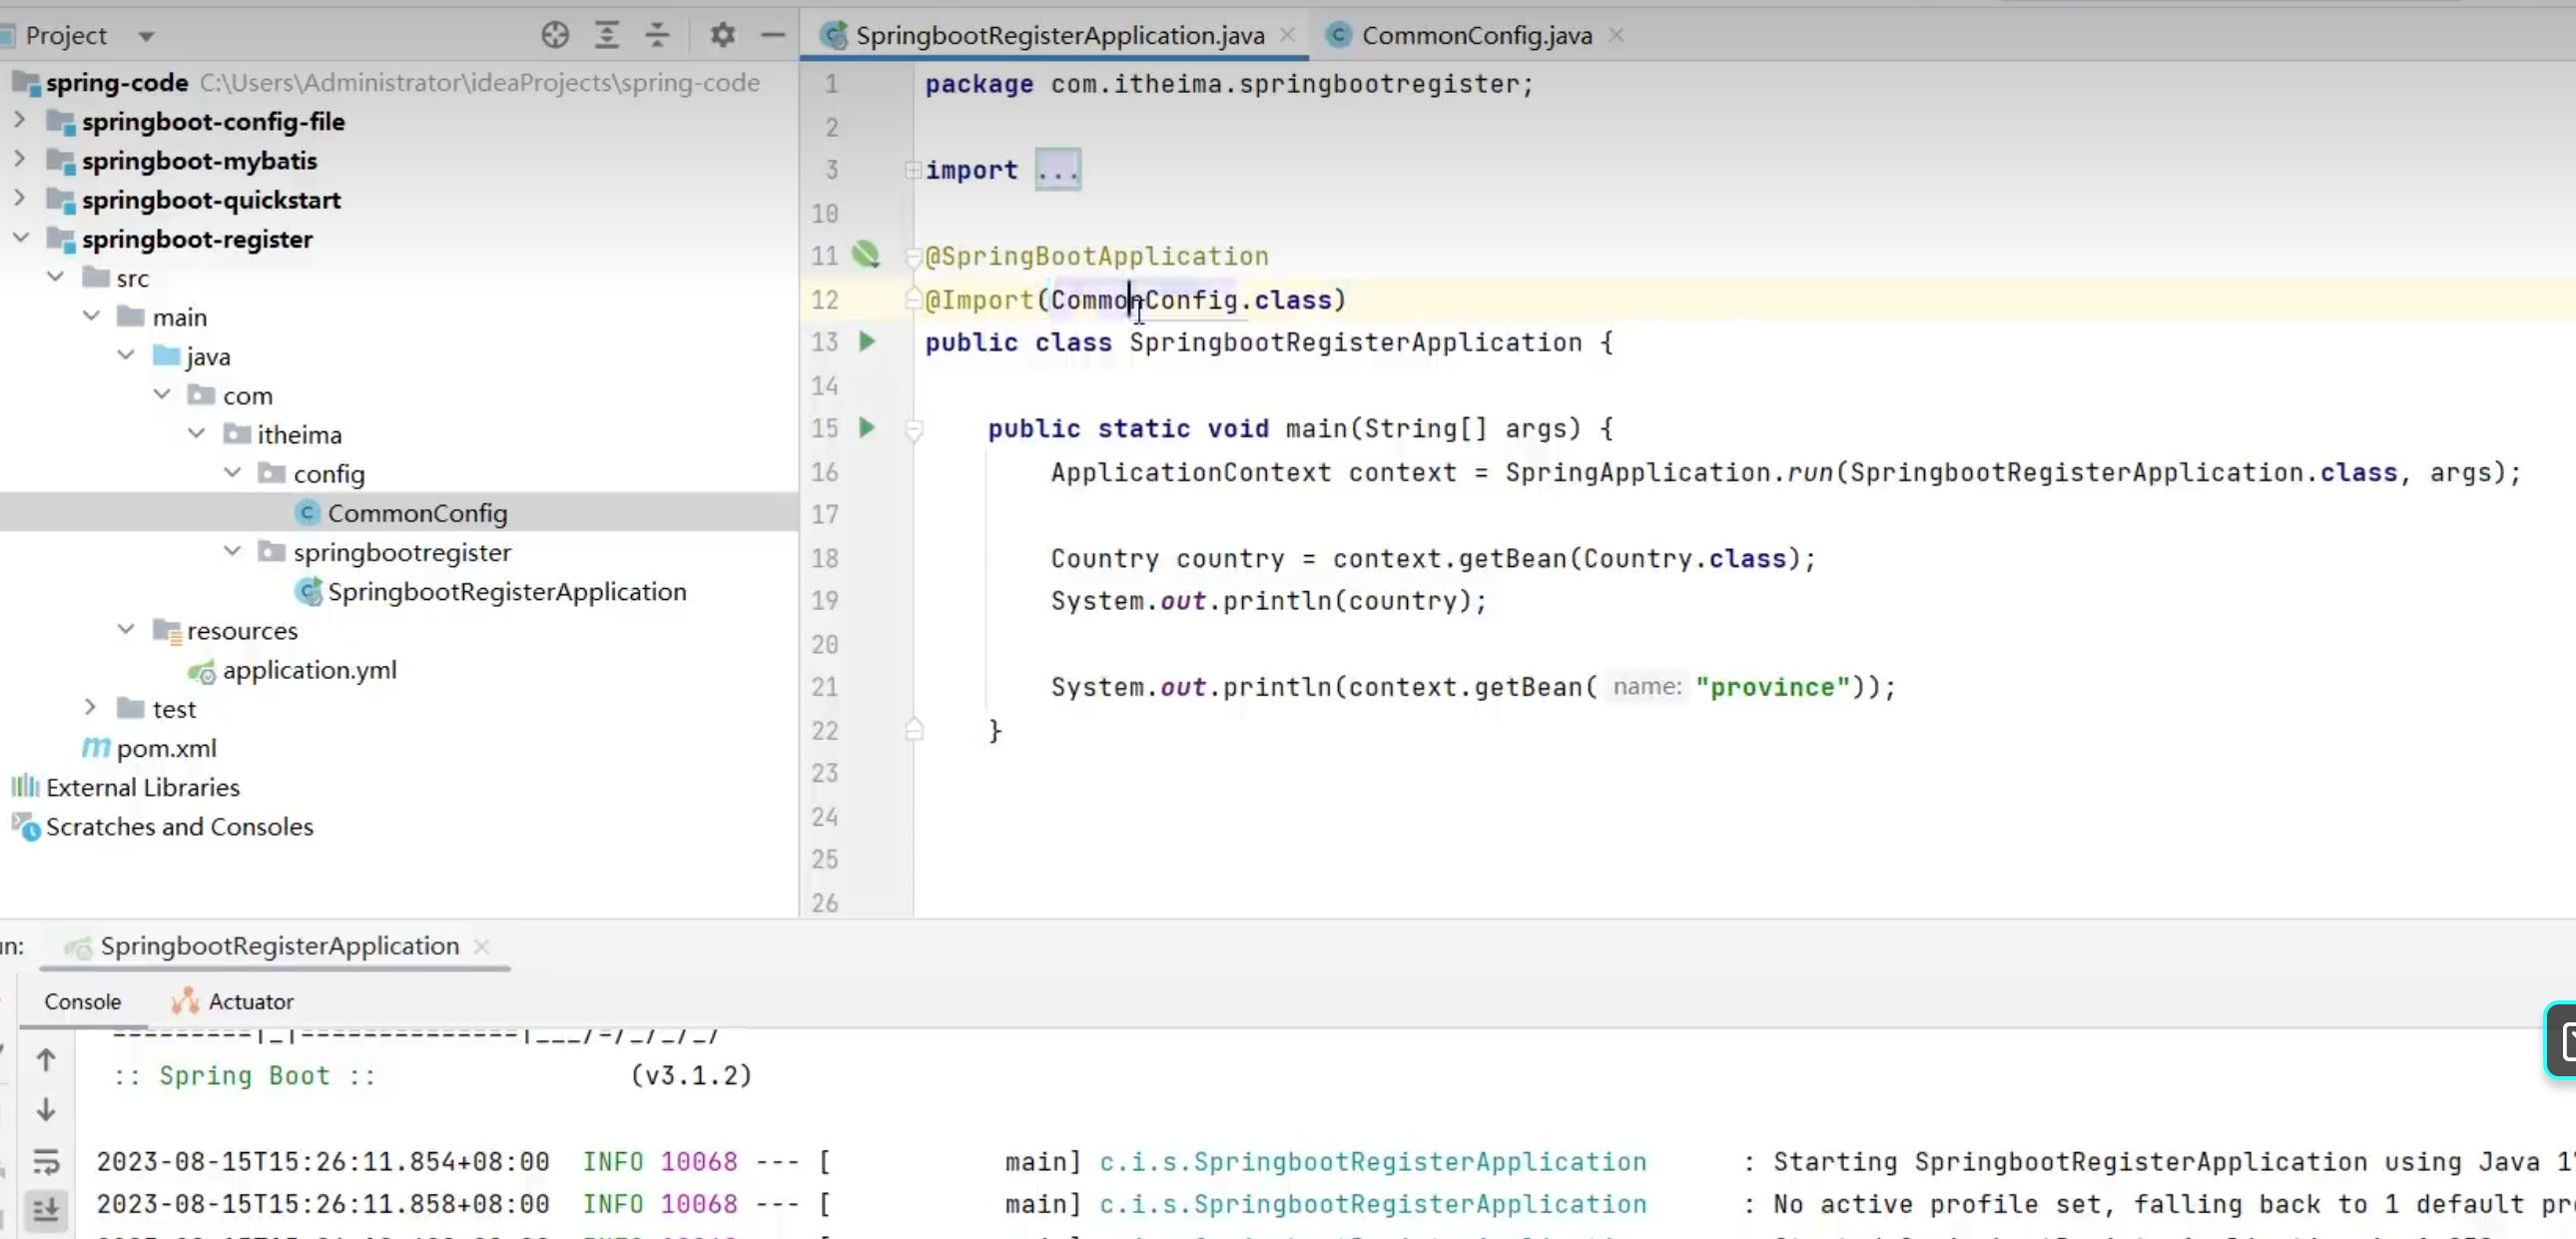 Project
spring-code C:\Users\Administrator\ideaProjects\spring-code
springboot-config-file
springboot-mybatis
springboot-quickstart
springboot-register
src
main
java
com
itheima
config
CommonConfig
springbootregister
SpringbootRegisterApplication
resources
application.yml
test
pom.xml
External Libraries
Scratches and Consoles
SpringbootRegisterApplication.java CommonConfig.java
1 package com.itheima.springbootregister;
2
3 import ...
10
11 @SpringBootApplication
12 @Import(CommonConfig.class)
13 public class SpringbootRegisterApplication {
14
15 public static void main(String[] args) {
16 ApplicationContext context = SpringApplication.run(SpringbootRegisterApplication.class, args);
17
18 Country country = context.getBean(Country.class);
19 System.out.println(country);
20
21 System.out.println(context.getBean( name: "province"));
22 }
23
24
25
26
SpringbootRegisterApplication
Console Actuator
:: Spring Boot :: (v3.1.2)
2023-08-15T15:26:11.854+08:00 INFO 10068 --- [ main] c.i.s.SpringbootRegisterApplication : Starting SpringbootRegisterApplication using Java
2023-08-15T15:26:11.858+08:00 INFO 10068 --- [ main] c.i.s.SpringbootRegisterApplication : No active profile set, falling back to 1 default